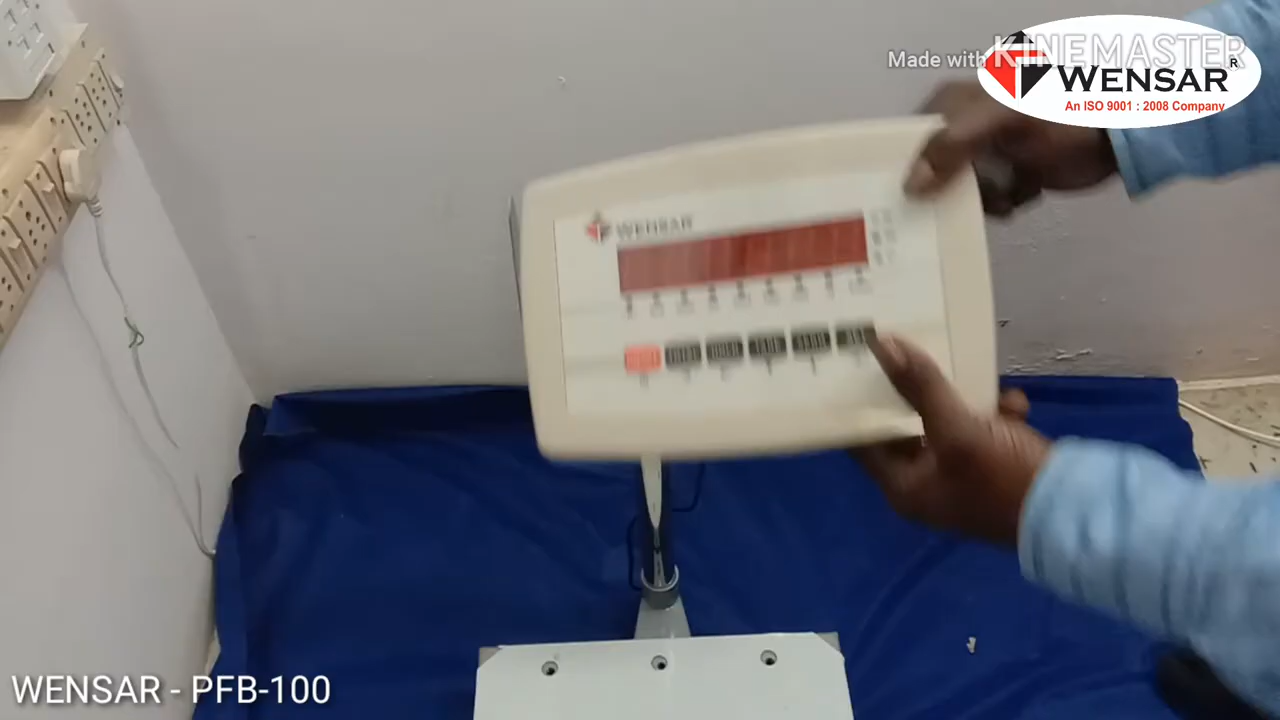 Made with KINEMASTER
WENSAR R
An ISO 9001 : 2008 Company
WENSAR
WENSAR - PFB-100